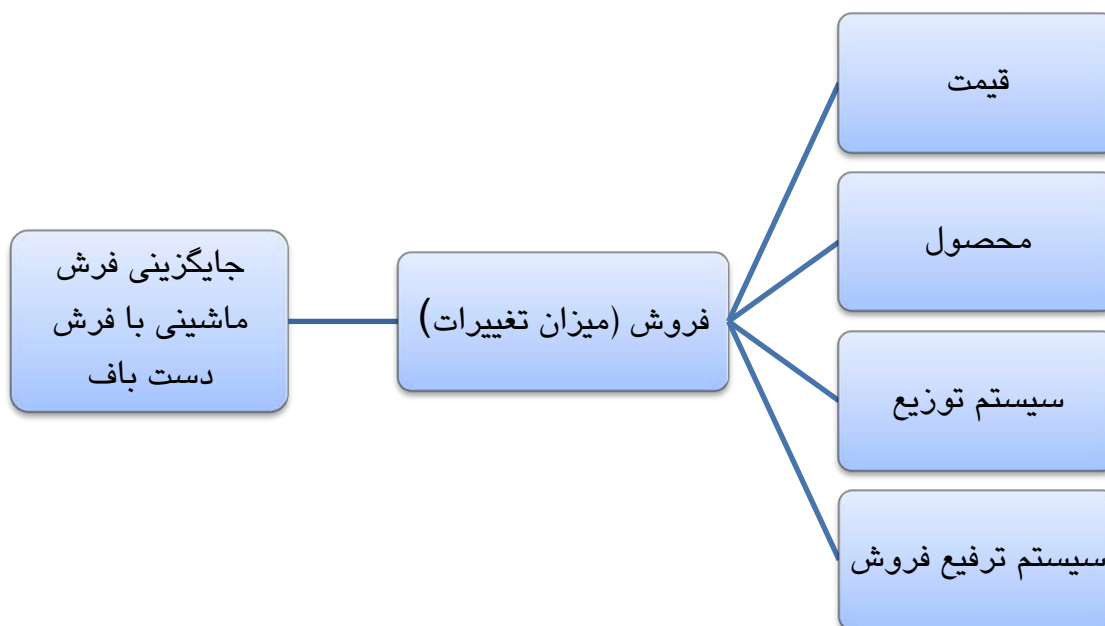 قیمت
محصول
سیستم توزیع
سیستم ترفیع فروش
فروش (میزان تغییرات)
جایگزینی فرش
ماشینی با فرش
دست باف